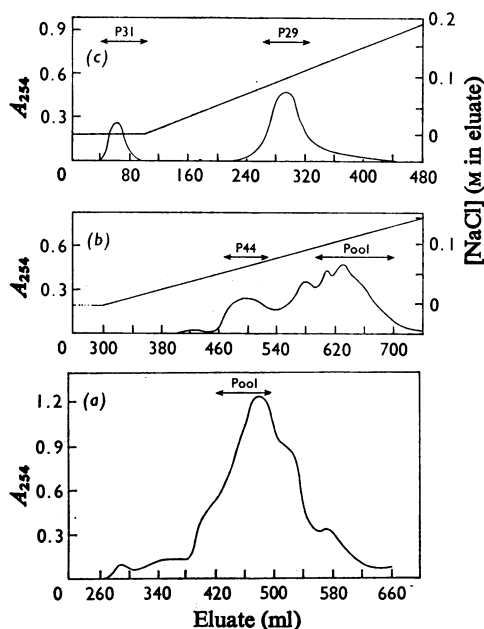 P31 P29
(c)
0.9
0.6
0.3
0
A254
0.2
0.1
0
[NaCl] (M in eluate)
0 80 160 240 320 400 480
P44 Pool
(b)
0.6
0.3
0
A254
0.1
0
0 300 380 460 540 620 700
Pool
(a)
1.2
0.9
0.6
0.3
0
A254
260 340 420 500 580 660
Eluate (ml)